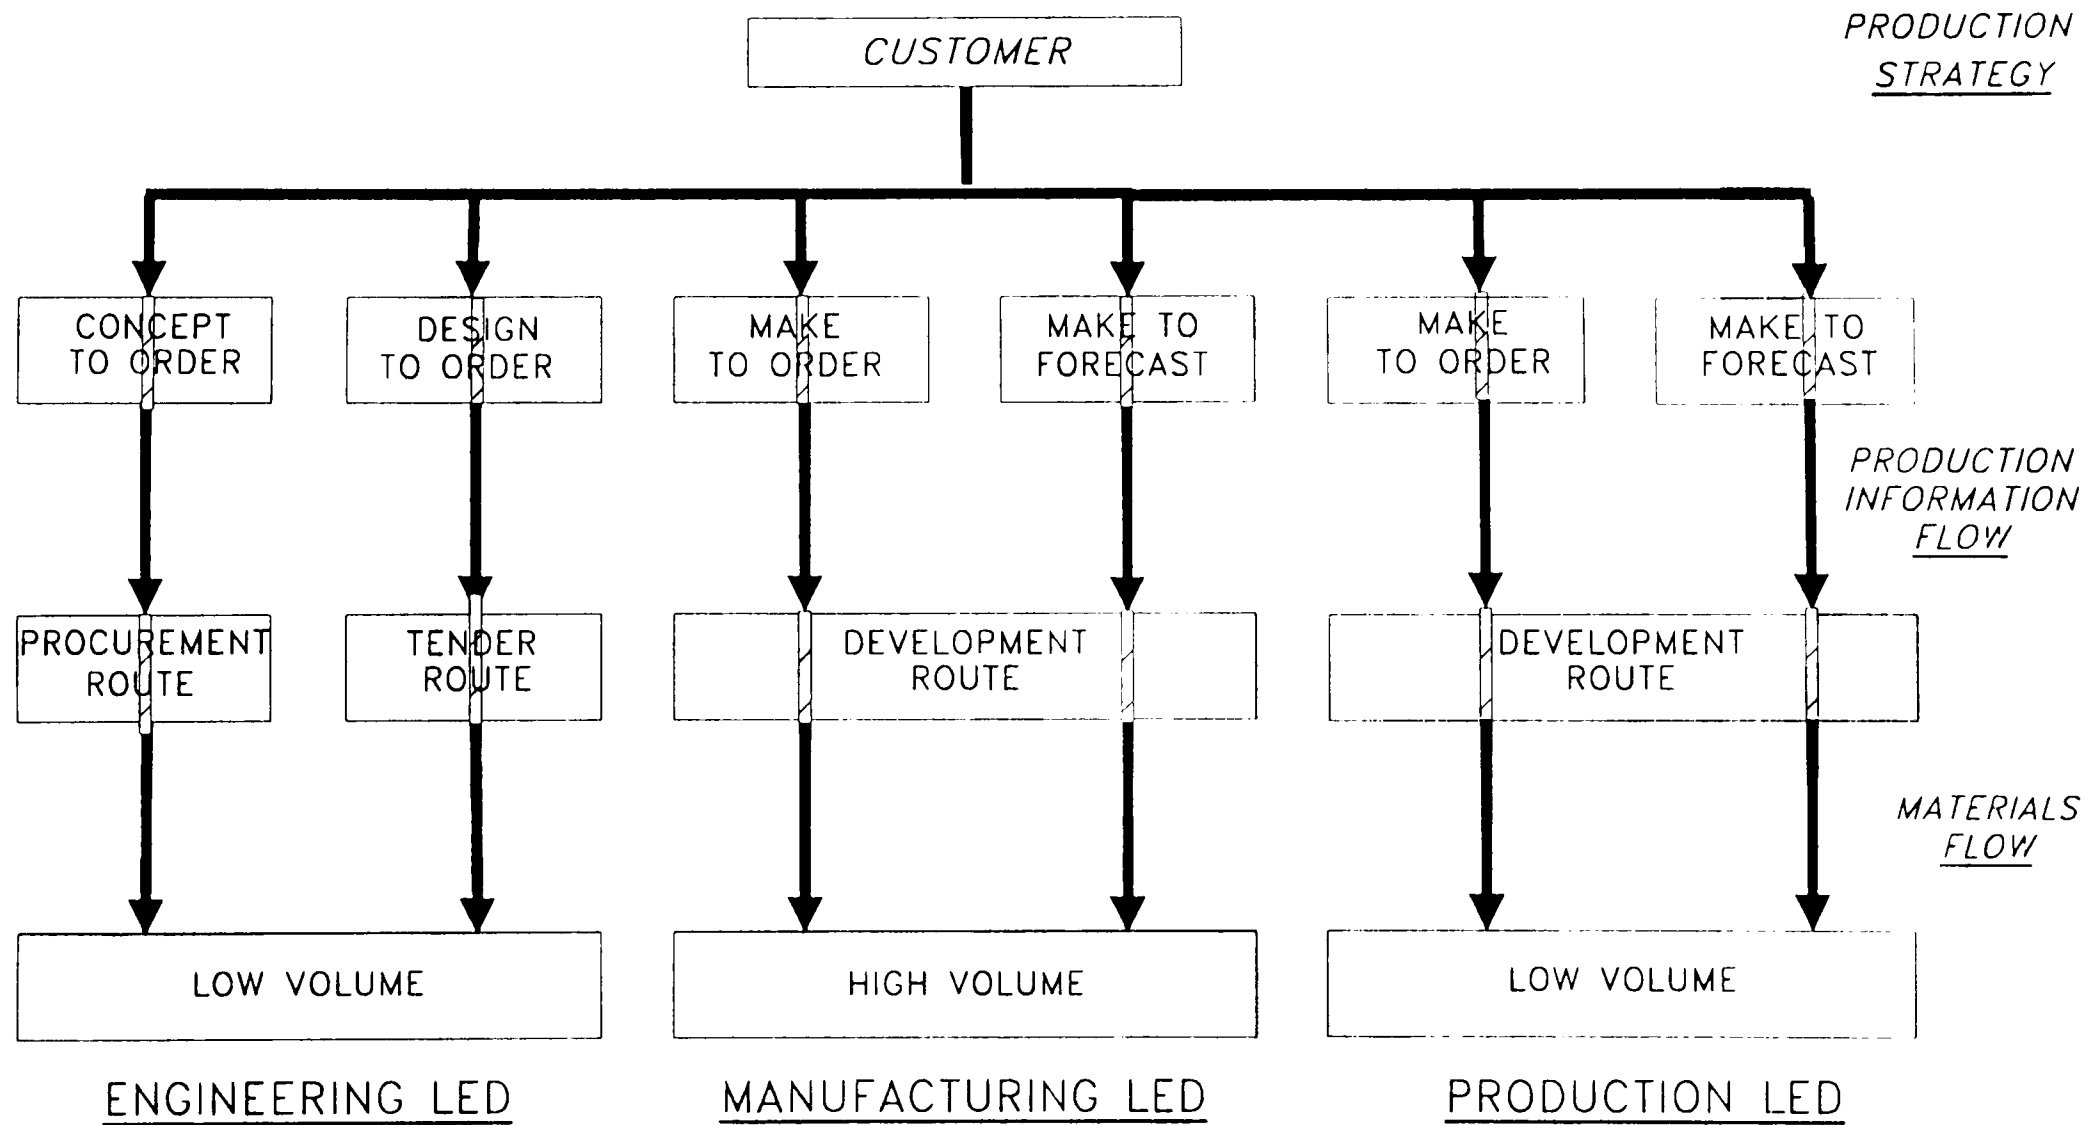 CUSTOMER
PRODUCTION
STRATEGY
CONCEPT
TO ORDER
DESIGN
TO ORDER
MAKE
TO ORDER
MAKE TO
FORECAST
MAKE
TO ORDER
MAKE TO
FORECAST
PRODUCTION
INFORMATION
FLOW
PROCUREMENT
ROUTE
TENDER
ROUTE
DEVELOPMENT
ROUTE
DEVELOPMENT
ROUTE
MATERIALS
FLOW
LOW VOLUME
HIGH VOLUME
LOW VOLUME
ENGINEERING LED
MANUFACTURING LED
PRODUCTION LED